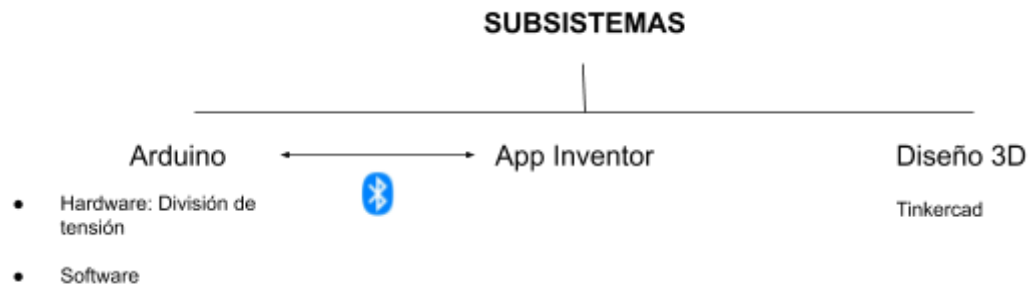 SUBSISTEMAS
Arduino
App Inventor
Diseño 3D
● Hardware: División de
tensión
● Software
Tinkercad